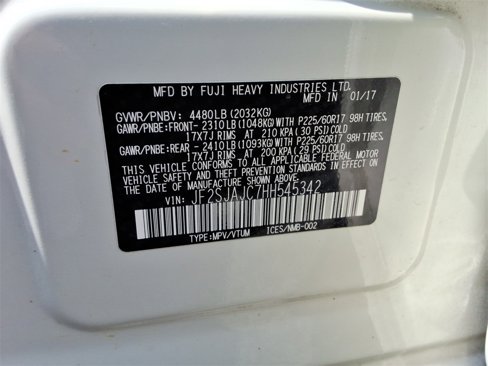 MFD BY FUJI HEAVY INDUSTRIES LTD.
MFD IN 01/17
GVWR/PNBV: 4480LB(2032KG)
GAWR/PNBE:FRONT-2310LB(1048KG)WITH P225/60R17 98H TIRES,
17X7J RIMS AT 210 KPA(30 PSI)COLD
GAWR/PNBE:REAR -2410LB(1093KG)WITH P225/60R17 98H TIRES,
17X7J RIMS AT 200 KPA(29 PSI)COLD
THIS VEHICLE CONFORMS TO ALL APPLICABLE FEDERAL MOTOR
VEHICLE SAFETY AND THEFT PREVENTION STANDARDS IN EFFECT
ON THE DATE OF MANUFACTURE SHOWN ABOVE.
VIN: JF2SJAJC7HH545342
TYPE:MPV/VTUM ICES/NMB-002